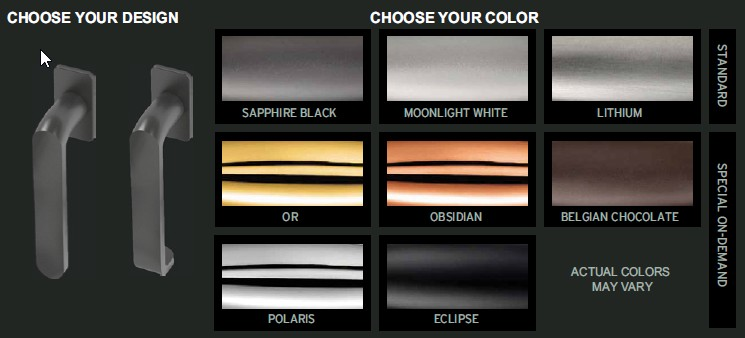 CHOOSE YOUR DESIGN
CHOOSE YOUR COLOR
SAPPHIRE BLACK
MOONLIGHT WHITE
LITHIUM
STANDARD
OR
OBSIDIAN
BELGIAN CHOCOLATE
SPECIAL ON-DEMAND
POLARIS
ECLIPSE
ACTUAL COLORS
MAY VARY